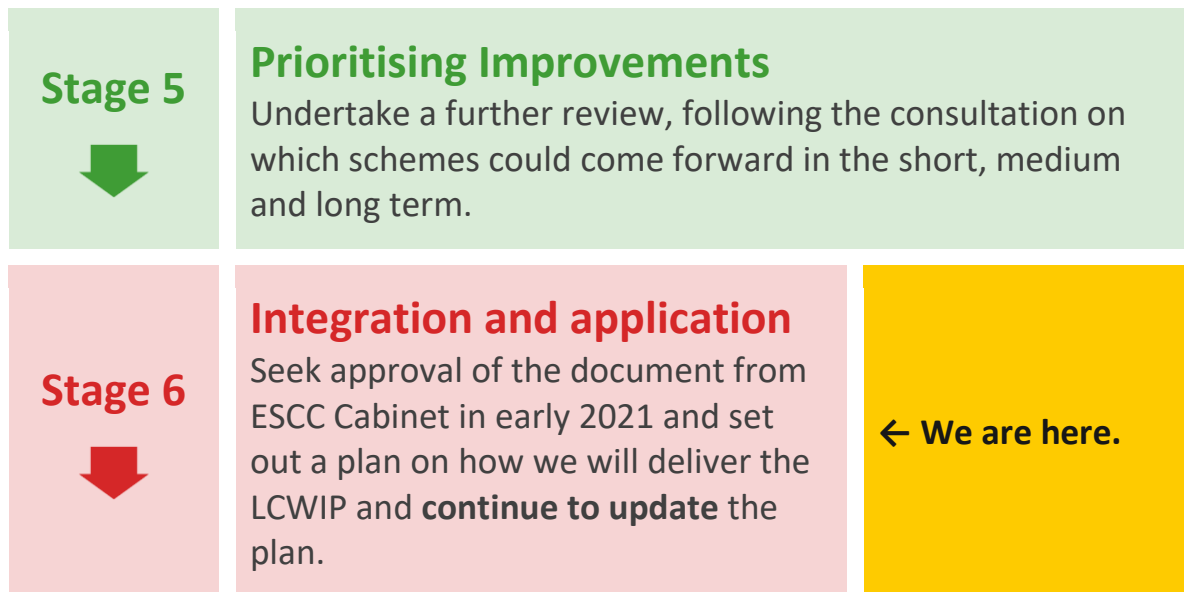 Stage 5
Prioritising Improvements
Undertake a further review, following the consultation on
which schemes could come forward in the short, medium
and long term.
Stage 6
Integration and application
Seek approval of the document from
ESCC Cabinet in early 2021 and set
out a plan on how we will deliver the
LCWIP and continue to update the
plan.
← We are here.